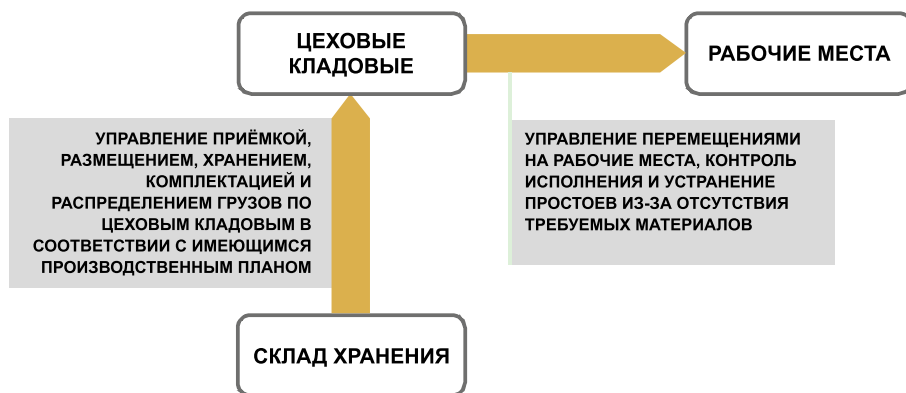 ЦЕХОВЫЕ
КЛАДОВЫЕ
РАБОЧИЕ МЕСТА
УПРАВЛЕНИЕ ПРИЁМКОЙ,
РАЗМЕЩЕНИЕМ, ХРАНЕНИЕМ,
КОМПЛЕКТАЦИЕЙ И
РАСПРЕДЕЛЕНИЕМ ГРУЗОВ ПО
ЦЕХОВЫМ КЛАДОВЫМ В
СООТВЕТСТВИИ С ИМЕЮЩИМСЯ
ПРОИЗВОДСТВЕННЫМ ПЛАНОМ
УПРАВЛЕНИЕ ПЕРЕМЕЩЕНИЯМИ
НА РАБОЧИЕ МЕСТА, КОНТРОЛЬ
ИСПОЛНЕНИЯ И УСТРАНЕНИЕ
ПРОСТОЕВ ИЗ-ЗА ОТСУТСТВИЯ
ТРЕБУЕМЫХ МАТЕРИАЛОВ
СКЛАД ХРАНЕНИЯ